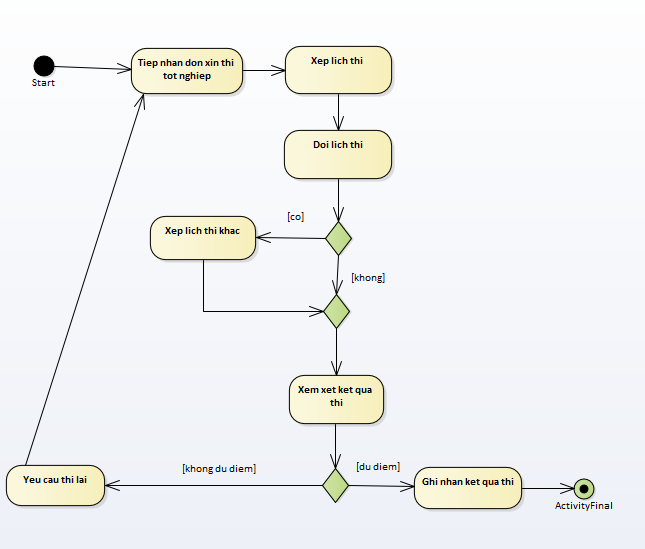 Start
Tiep nhan don xin thi
tot nghiep
Xep lich thi
Doi lich thi
[co]
Xep lich thi khac
[khong]
Xem xet ket qua
thi
[khong du diem]
[du diem]
Yeu cau thi lai
Ghi nhan ket qua thi
ActivityFinal